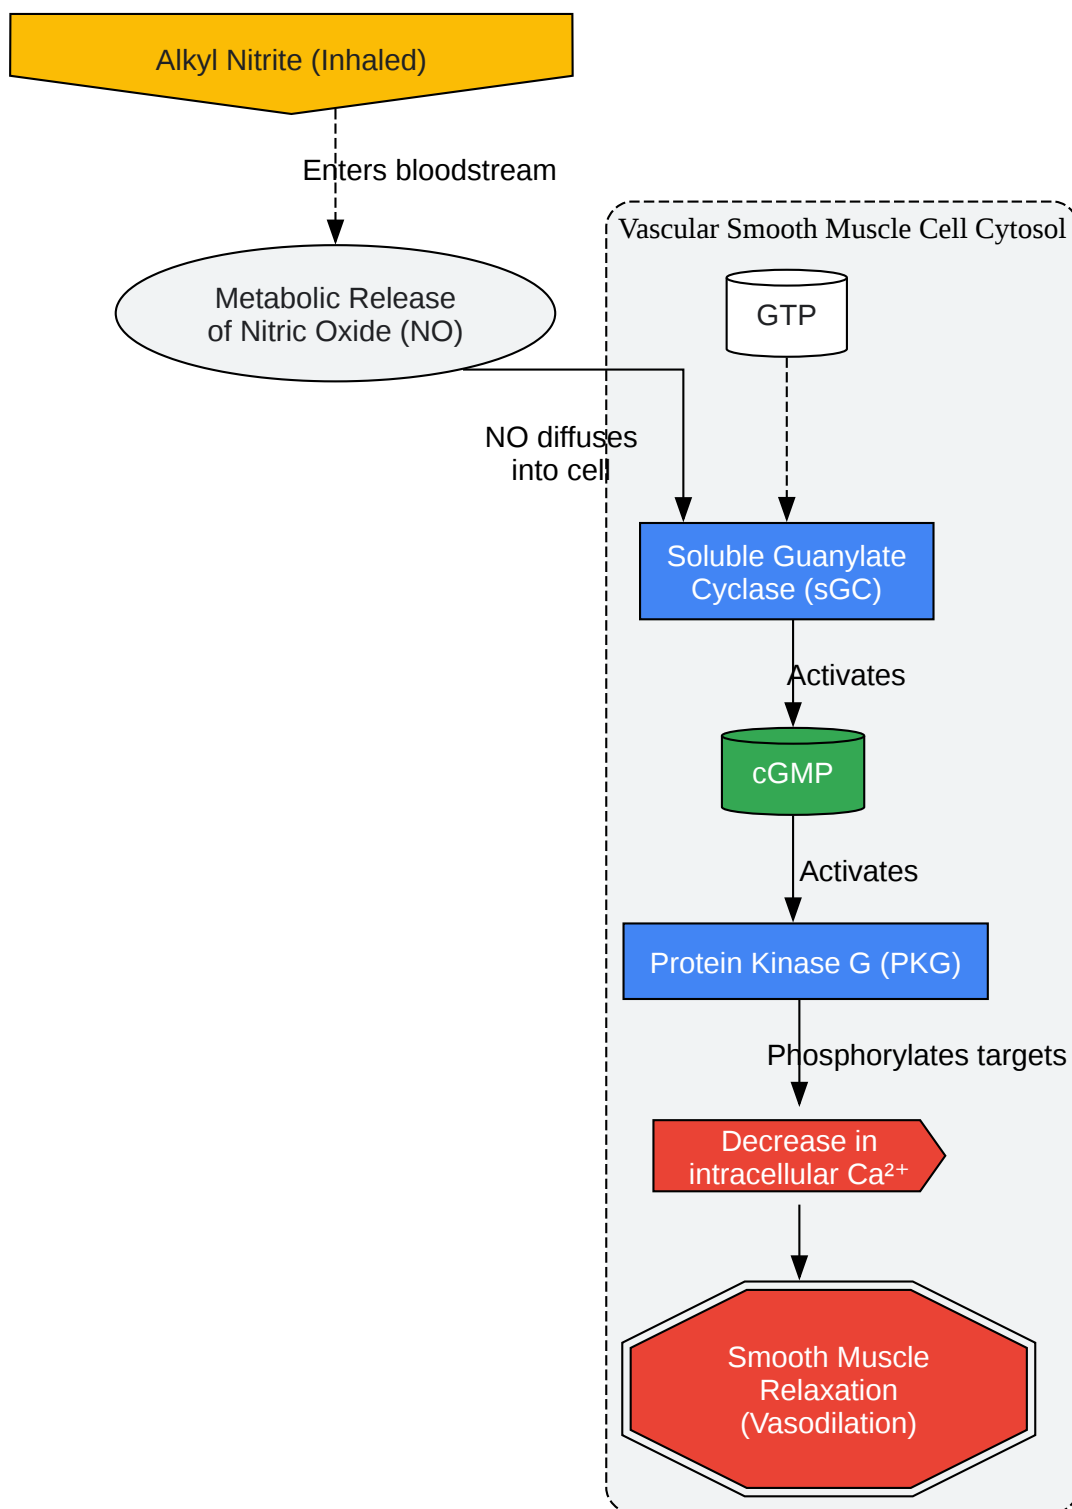 Alkyl Nitrite (Inhaled)
Enters bloodstream
Vascular Smooth Muscle Cell Cytosol
Metabolic Release
of Nitric Oxide (NO)
GTP
NO diffuses
into cell
Soluble Guanylate
Cyclase (sGC)
Activates
cGMP
Activates
Protein Kinase G (PKG)
Phosphorylates targets
Decrease in
intracellular Ca²⁺
Smooth Muscle
Relaxation
(Vasodilation)